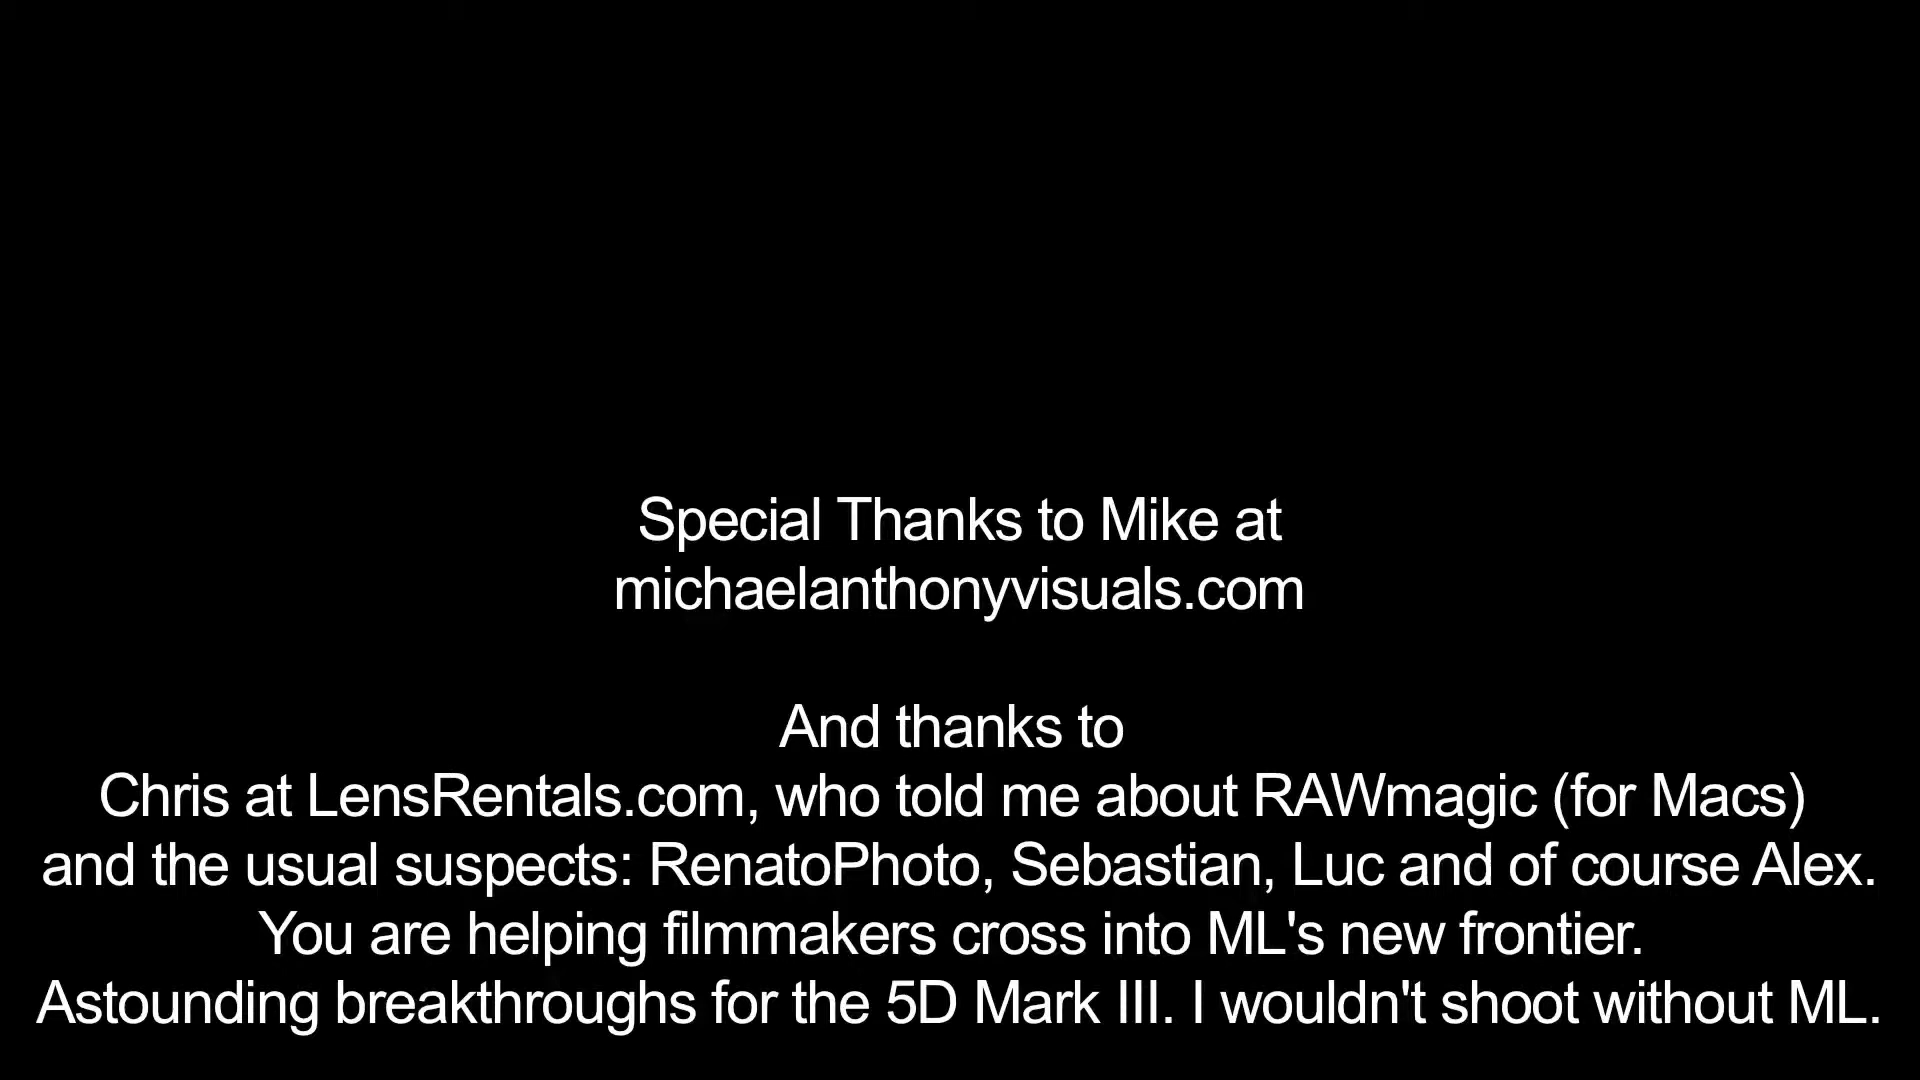 Special Thanks to Mike at
michaelanthonyvisuals.com
And thanks to
Chris at LensRentals.com, who told me about RAWmagic (for Macs)
and the usual suspects: RenatoPhoto, Sebastian, Luc and of course Alex.
You are helping filmmakers cross into ML's new frontier.
Astounding breakthroughs for the 5D Mark III. I wouldn't shoot without ML.